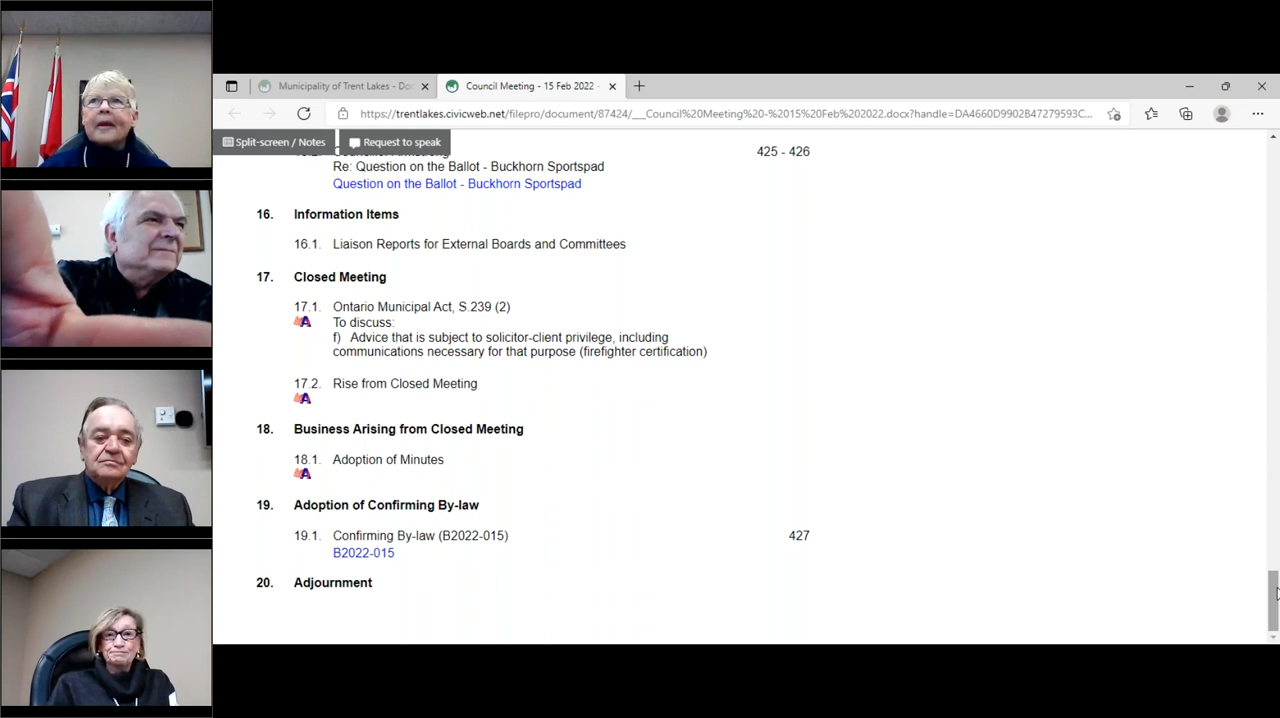 Municipality of Trent Lakes - Doc
Council Meeting - 15 Feb 2022 -
https://trentlakes.civicweb.net/filepro/document/87424/__Council%20Meeting%20-%2015%20Feb%202022.docx?handle=DA4660D9902B47279593C...
Split-screen / Notes
Request to speak
425 - 426
Re: Question on the Ballot - Buckhorn Sportspad
Question on the Ballot - Buckhorn Sportspad
16. Information Items
16.1. Liaison Reports for External Boards and Committees
17. Closed Meeting
17.1. Ontario Municipal Act, S.239 (2)
To discuss:
f) Advice that is subject to solicitor-client privilege, including
communications necessary for that purpose (firefighter certification)
17.2. Rise from Closed Meeting
18. Business Arising from Closed Meeting
18.1. Adoption of Minutes
19. Adoption of Confirming By-law
19.1. Confirming By-law (B2022-015) 427
B2022-015
20. Adjournment